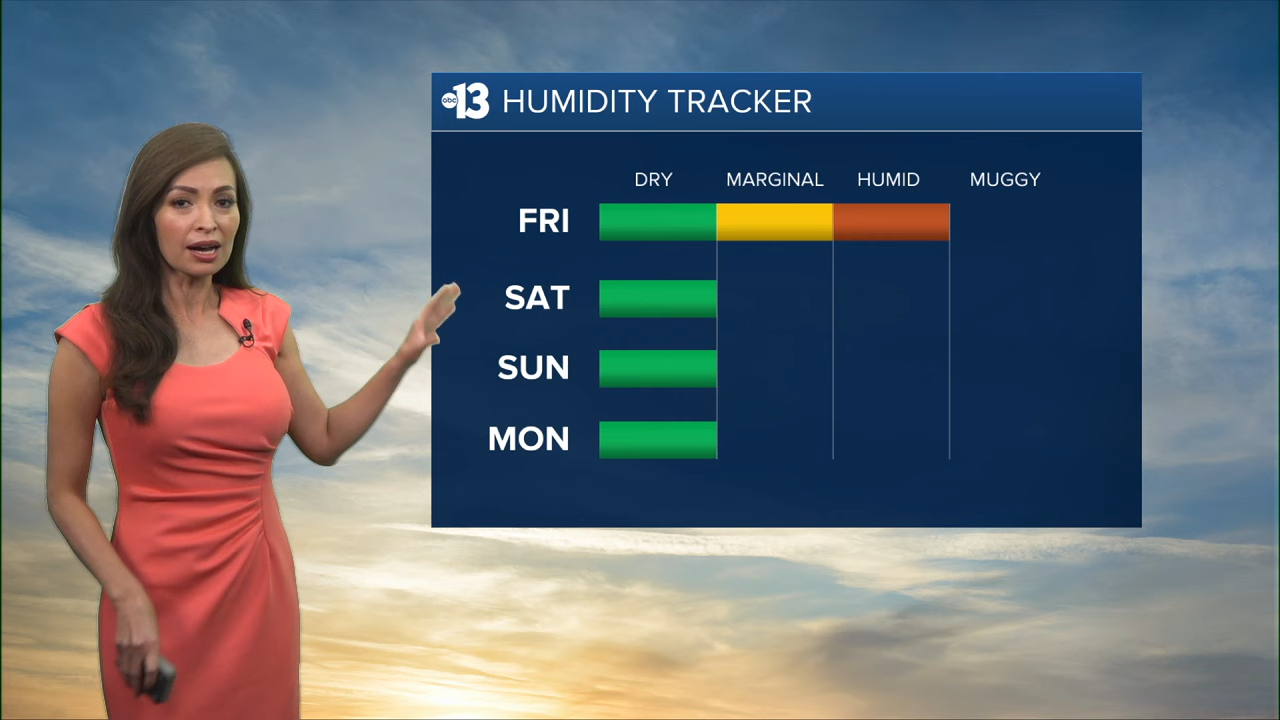 abc 13 HUMIDITY TRACKER
DRY MARGINAL HUMID MUGGY
FRI
SAT
SUN
MON